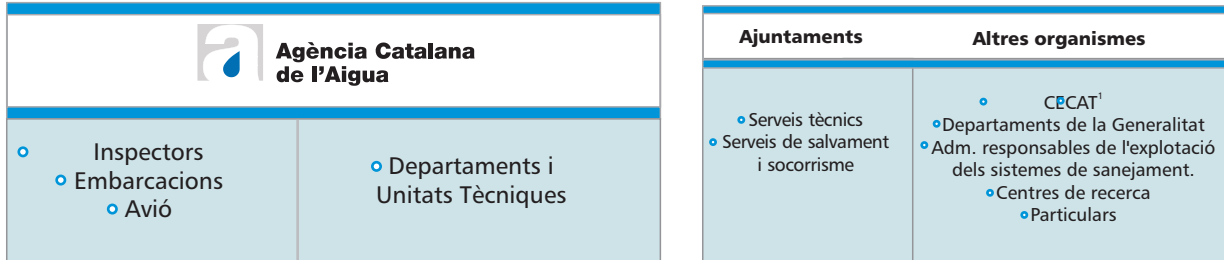 Agència Catalana
de l'Aigua
Inspectors
Embarcacions
Avió
Departaments i
Unitats Tècniques
Ajuntaments
Altres organismes
Serveis tècnics
Serveis de salvament
i socorrisme
CECAT¹
Departaments de la Generalitat
Adm. responsables de l'explotació
dels sistemes de sanejament.
Centres de recerca
Particulars